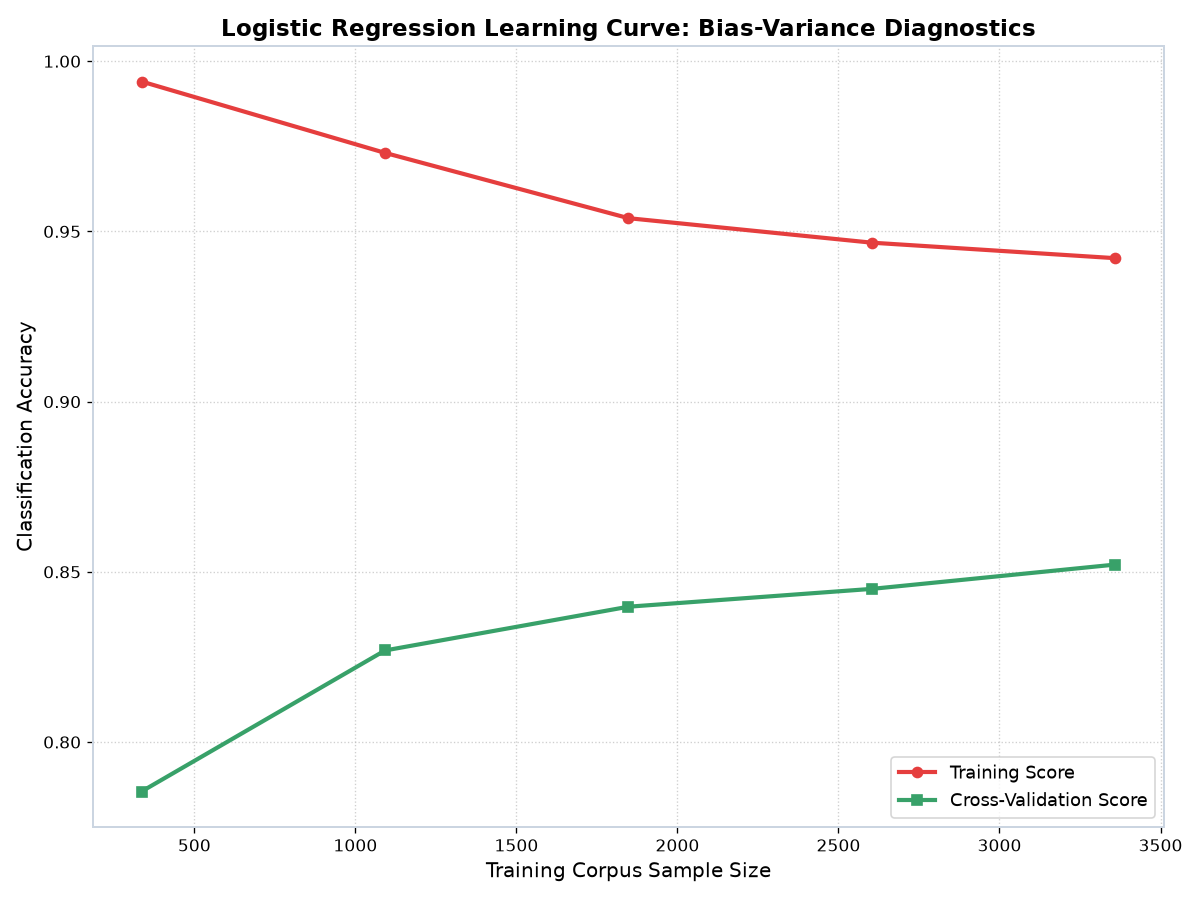 Logistic Regression Learning Curve: Bias-Variance Diagnostics
Classification Accuracy
1.00
0.95
0.90
0.85
0.80
Training Score
Cross-Validation Score
500 1000 1500 2000 2500 3000 3500
Training Corpus Sample Size